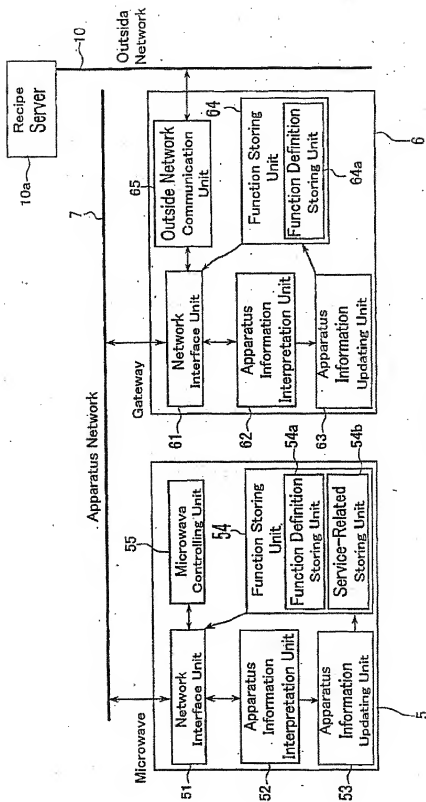 Recipe
Server
10a
10
Outside
Network
Apparatus Network
7
Microwave
55
Microwava
Controlling Unit
Network
Interface Unit
51
54
Function Storing
Unit
Function Definition
Storing Unit
54a
Service-Related
Storing Unit
54b
Apparatus
Information
Interpretation Unit
52
Apparatus
Information
Updating Unit
53
5
Gateway
65
Outside Network
Communication
Unit
Network
Interface Unit
61
64
Function Storing
Unit
Function Definition
Storing Unit
64a
Apparatus
Information
Interpretation Unit
62
Apparatus
Information
Updating Unit
63
6